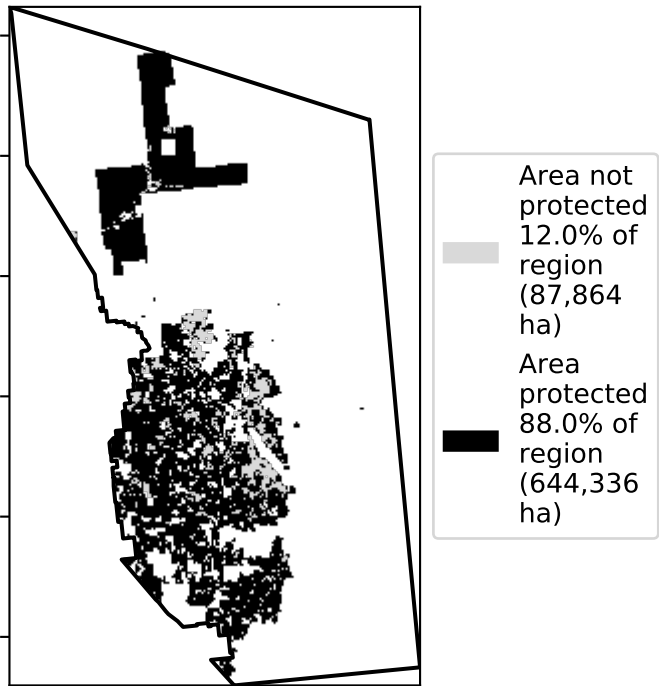 Area not
protected
12.0% of
region
(87,864
ha)
Area
protected
88.0% of
region
(644,336
ha)